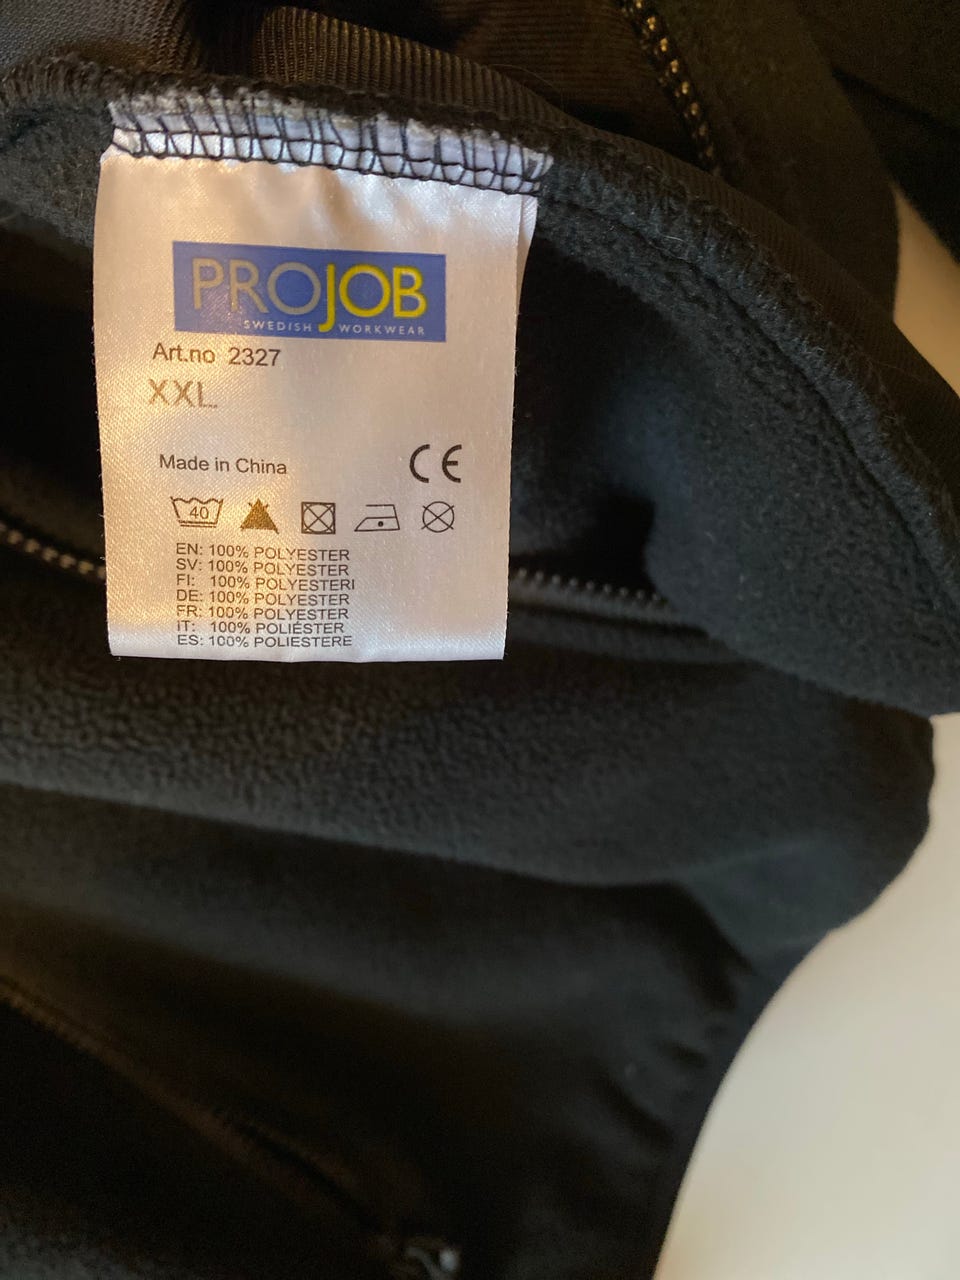 PROJOB
SWEDISH WORKWEAR
Art.no 2327
XXL
Made in China
CE
40
EN: 100% POLYESTER
SV: 100% POLYESTER
FI: 100% POLYESTERI
DE: 100% POLYESTER
FR: 100% POLYESTER
IT: 100% POLIÉSTER
ES: 100% POLIESTERE